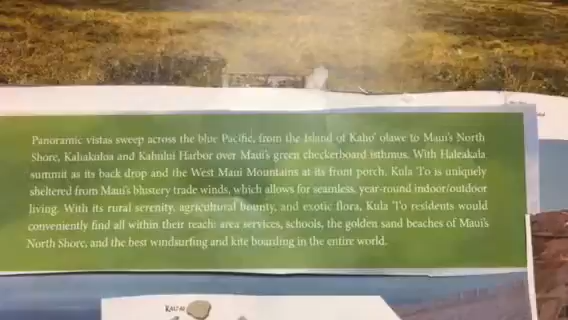 Panoramic vistas sweep across the blue Pacific, from the Island of Kaho' olawe to Maui's North
Shore, Kahakuloa and Kahului Harbor over Maui's green checkerboard isthmus. With Haleakala
summit as its back drop and the West Maui Mountains at its front porch, Kula To is uniquely
sheltered from Maui's blustery trade winds, which allows for seamless, year-round indoor/outdoor
living. With its rural serenity, agricultural bounty, and exotic flora, Kula To residents would
conveniently find all within their reach: area services, schools, the golden sand beaches of Maui's
North Shore, and the best windsurfing and kite boarding in the entire world.